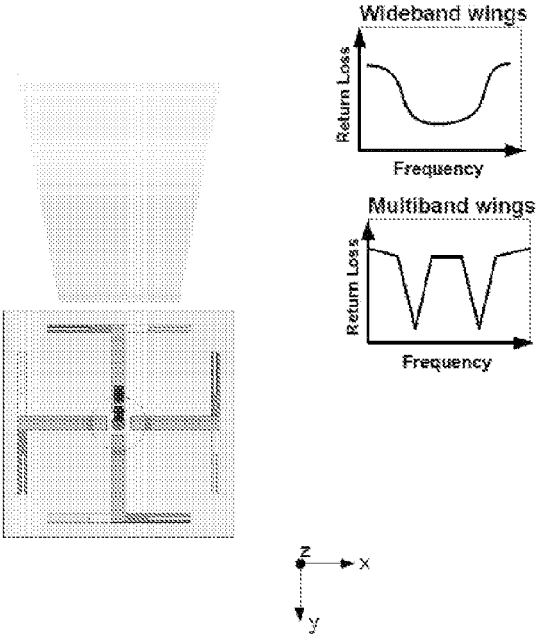 Wideband wings
Return Loss
Frequency
Multiband wings
Return Loss
Frequency
z
x
y